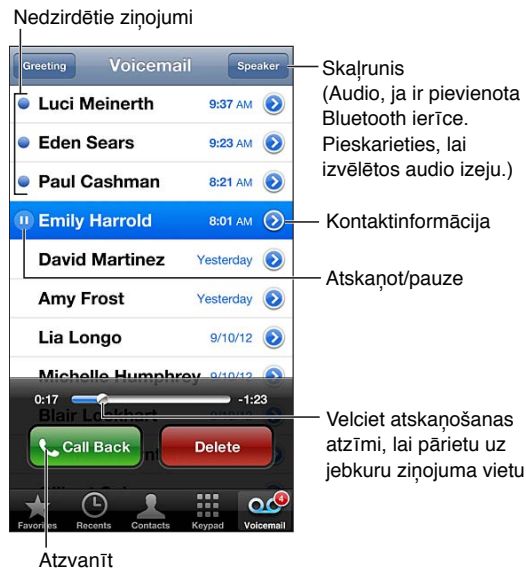 Nedzirdētie ziņojumi
Greeting
Voicemail
Speaker
Skaļrunis
(Audio, ja ir pievienota
Bluetooth ierīce.
Pieskarieties, lai
izvēlētos audio izeju.)
Luci Meinerth 9:37 AM
Eden Sears 9:23 AM
Paul Cashman 8:21 AM
Emily Harrold 8:01 AM
Kontaktinformācija
David Martinez Yesterday
Atskaņot/pauze
Amy Frost Yesterday
Lia Longo 9/10/12
Michelle Humphrey 9/10/12
0:17 -1:23
Blair Lockhart
Velciet atskaņošanas
atzīmi, lai pārietu uz
jebkuru ziņojuma vietu
Call Back
Delete
4
Favorites Recents Contacts Keypad Voicemail
Atzvanīt